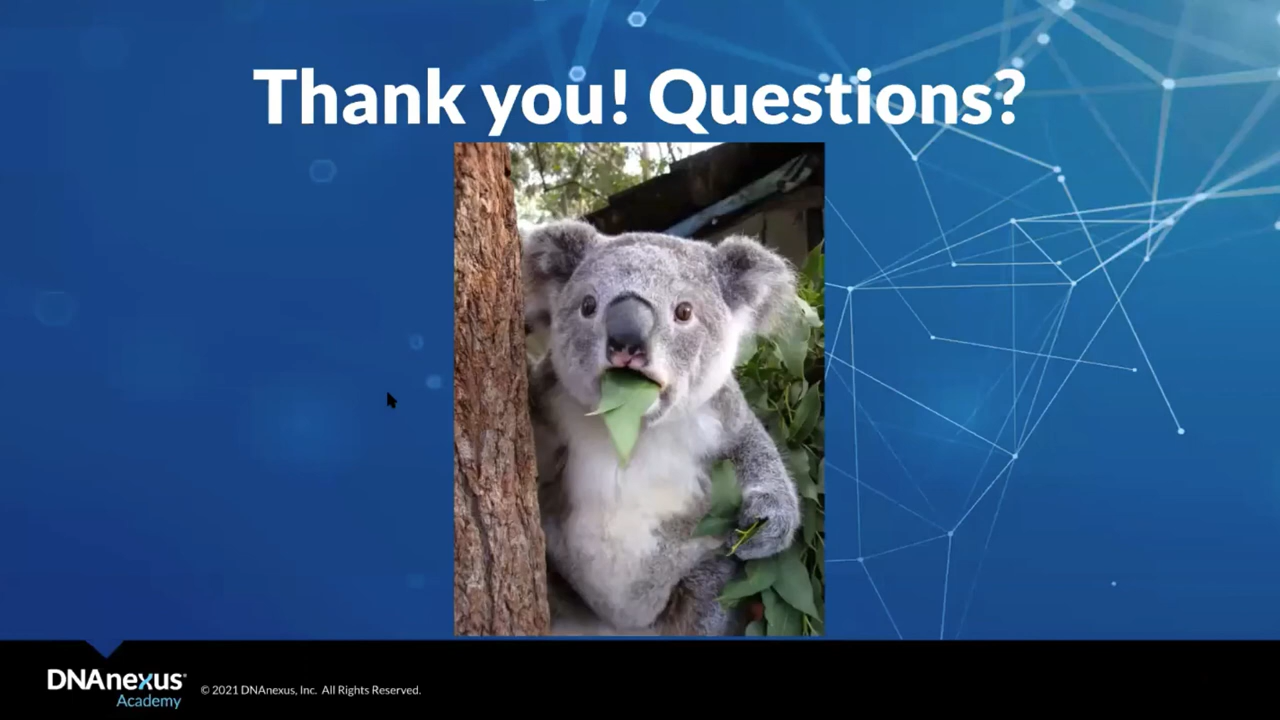 Thank you! Questions?
DNAnexus®
Academy
© 2021 DNAnexus, Inc. All Rights Reserved.